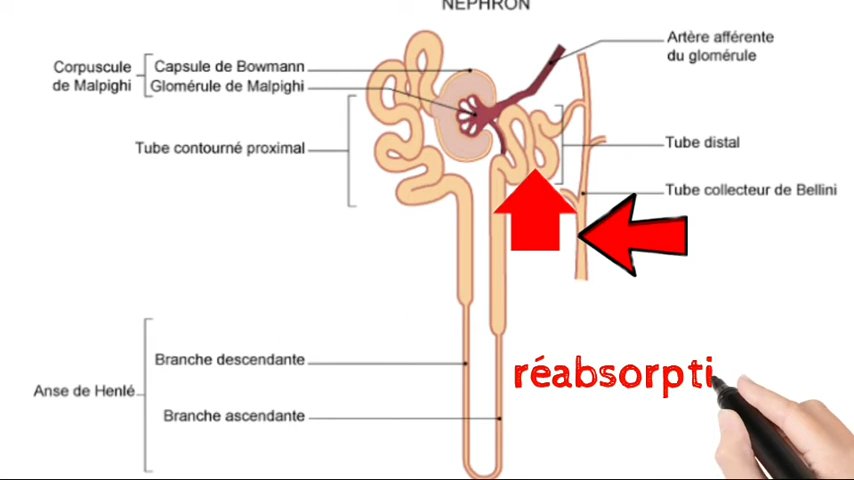 NEPHRON
Artère afférente
du glomérule
Corpuscule
de Malpighi
Capsule de Bowmann
Glomérule de Malpighi
Tube contourné proximal
Tube distal
Tube collecteur de Bellini
Branche descendante
Anse de Henlé
Branche ascendante
réabsorpti